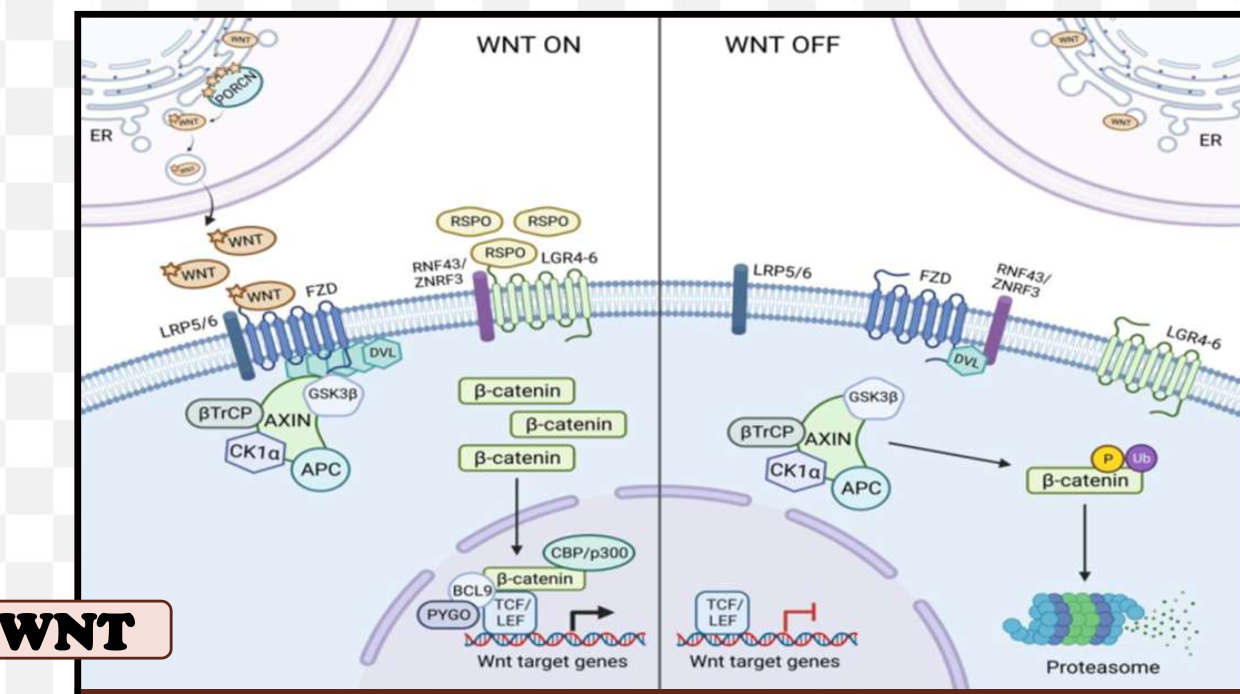 WNT ON
WNT OFF
WNT
PORCN
WNT
WNT
ER
WNT
WNT
WNT
LRP5/6
FZD
DVL
RSPO
RSPO
RSPO
RNF43/
ZNRF3
LGR4-6
GSK3β
βTrCP
AXIN
CK1α
APC
β-catenin
β-catenin
β-catenin
CBP/p300
β-catenin
BCL9
PYGO
TCF/
LEF
Wnt target genes
WNT
WNT
ER
LRP5/6
FZD
RNF43/
ZNRF3
DVL
LGR4-6
GSK3β
βTrCP
AXIN
CK1α
APC
P
Ub
β-catenin
TCF/
LEF
Wnt target genes
Proteasome
WNT